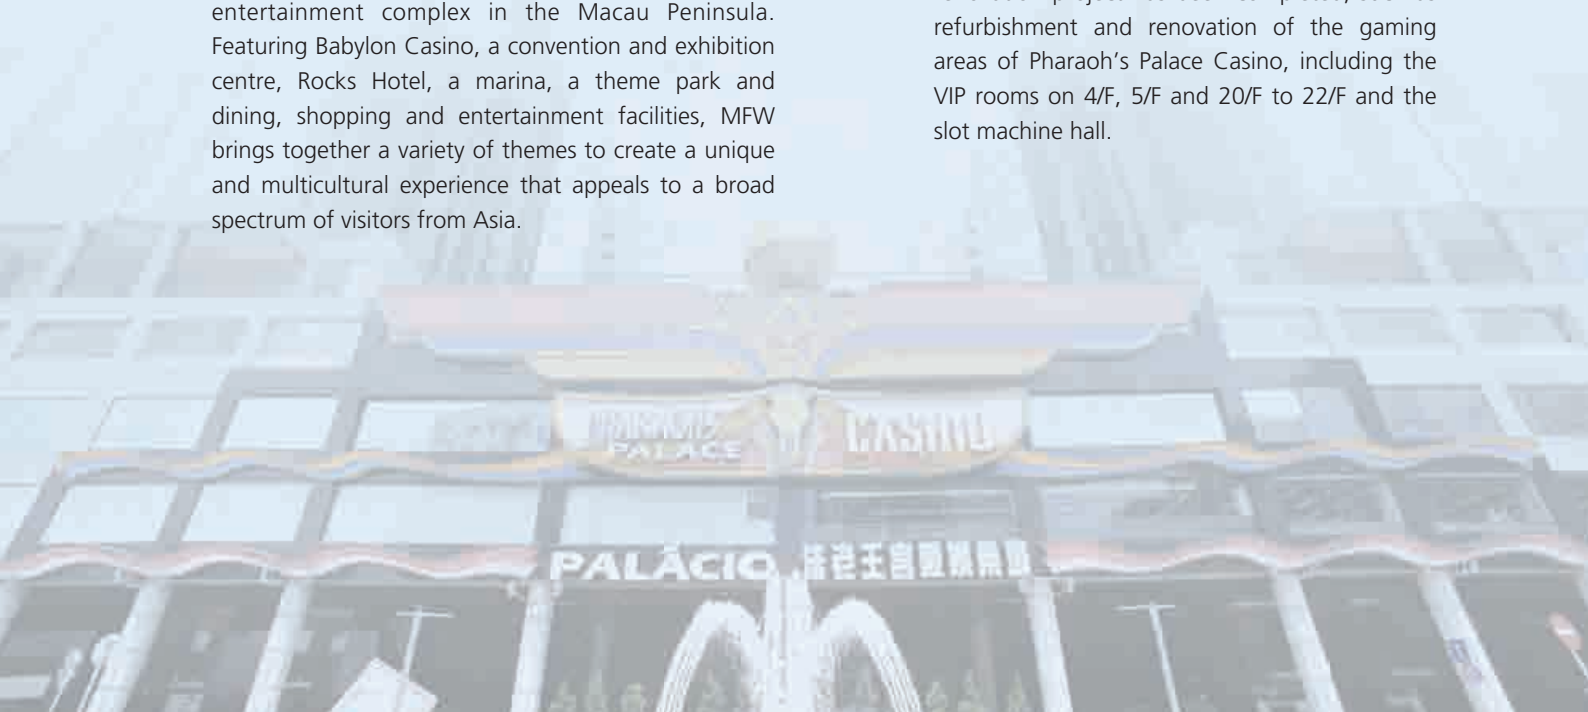 entertainment complex in the Macau Peninsula.
Featuring Babylon Casino, a convention and exhibition
centre, Rocks Hotel, a marina, a theme park and
dining, shopping and entertainment facilities, MFW
brings together a variety of themes to create a unique
and multicultural experience that appeals to a broad
spectrum of visitors from Asia.
refurbishment and renovation of the gaming
areas of Pharaoh’s Palace Casino, including the
VIP rooms on 4/F, 5/F and 20/F to 22/F and the
slot machine hall.
PALACE
CASINO
PALÁCIO